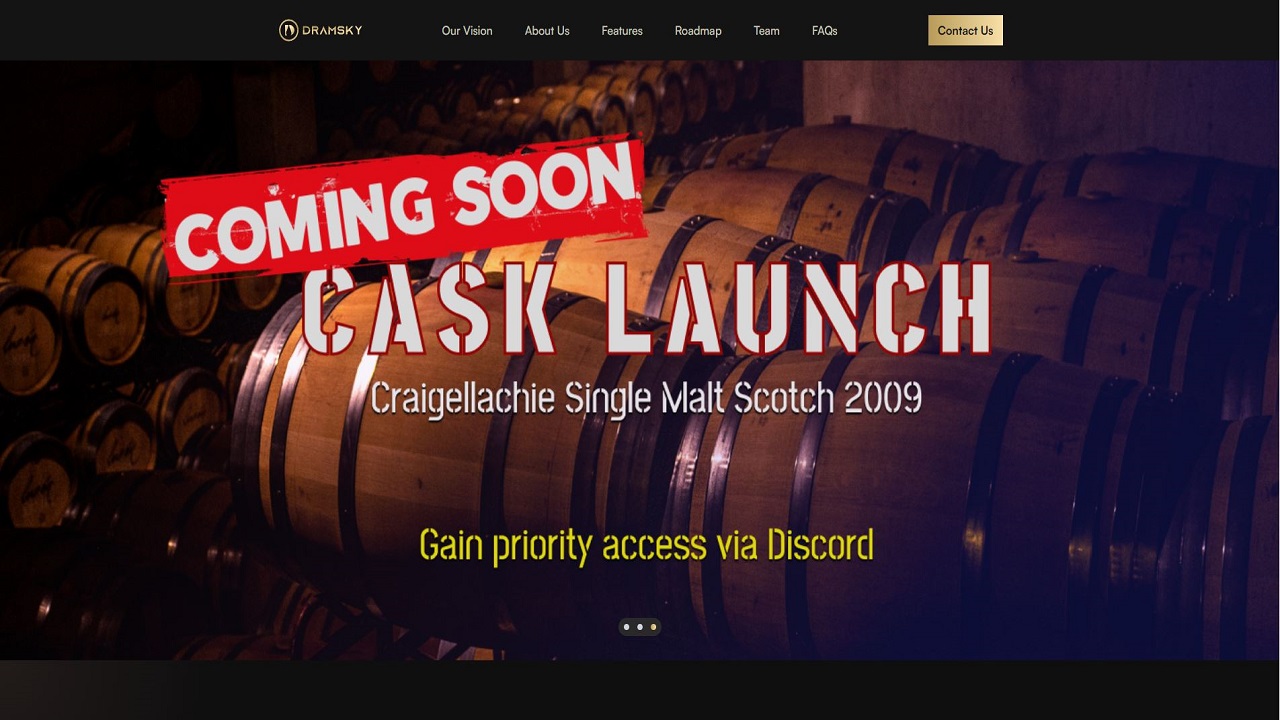 DRAMSKY
Our Vision
About Us
Features
Roadmap
Team
FAQs
Contact Us
COMING SOON
CASK LAUNCH
Craigellachie Single Malt Scotch 2009
Gain priority access via Discord